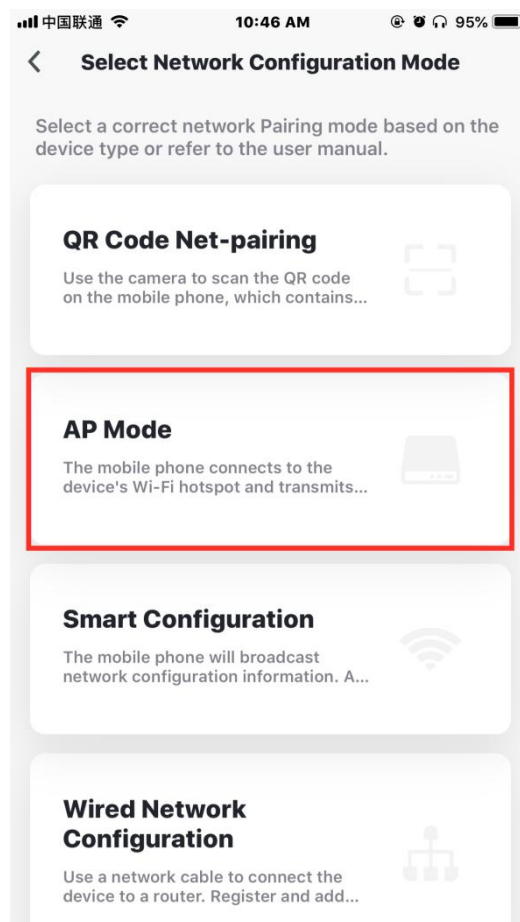 中国联通 10:46 AM 95%
Select Network Configuration Mode
Select a correct network Pairing mode based on the
device type or refer to the user manual.
QR Code Net-pairing
Use the camera to scan the QR code
on the mobile phone, which contains...
AP Mode
The mobile phone connects to the
device's Wi-Fi hotspot and transmits...
Smart Configuration
The mobile phone will broadcast
network configuration information. A...
Wired Network
Configuration
Use a network cable to connect the
device to a router. Register and add...